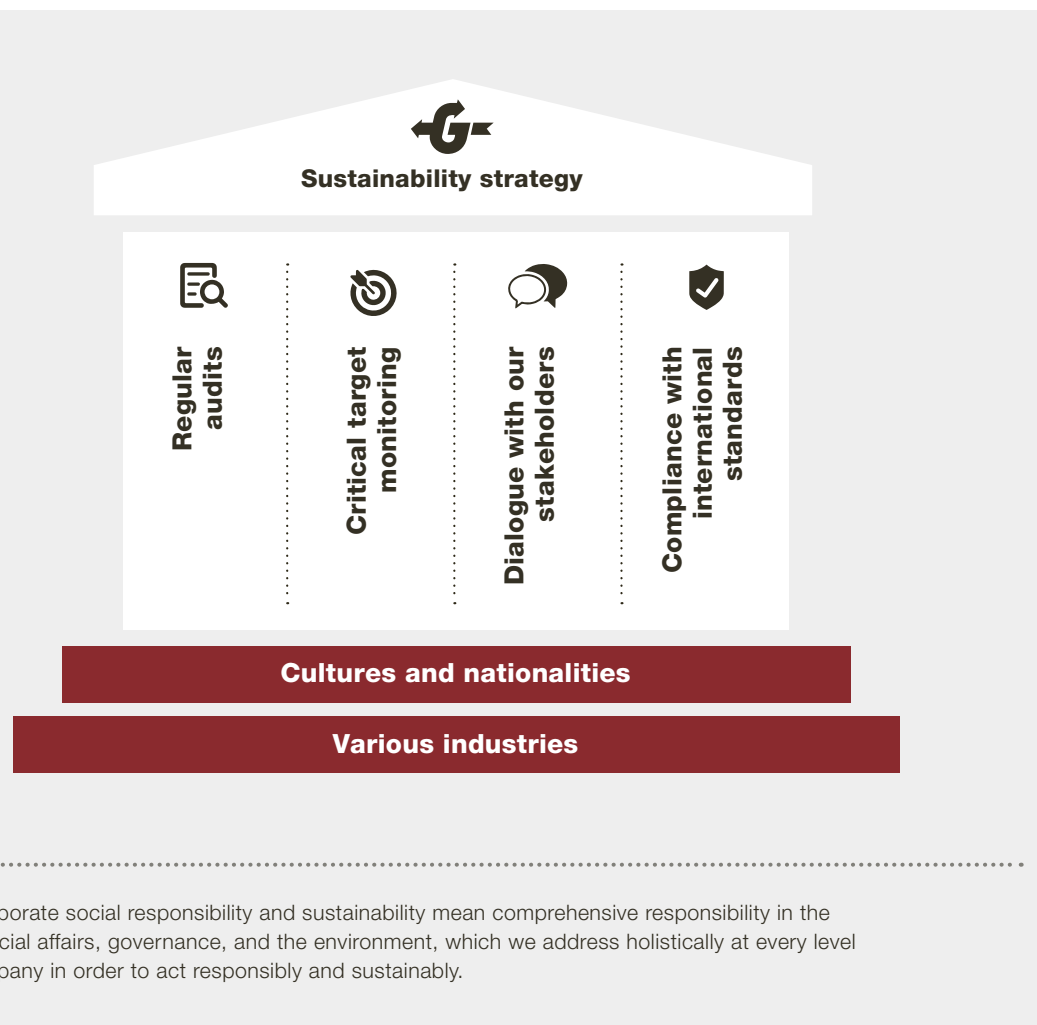 Sustainability strategy
Regular
audits
Critical target
monitoring
Dialogue with our
stakeholders
Compliance with
international
standards
Cultures and nationalities
Various industries
porate social responsibility and sustainability mean comprehensive responsibility in the
cial affairs, governance, and the environment, which we address holistically at every level
pany in order to act responsibly and sustainably.